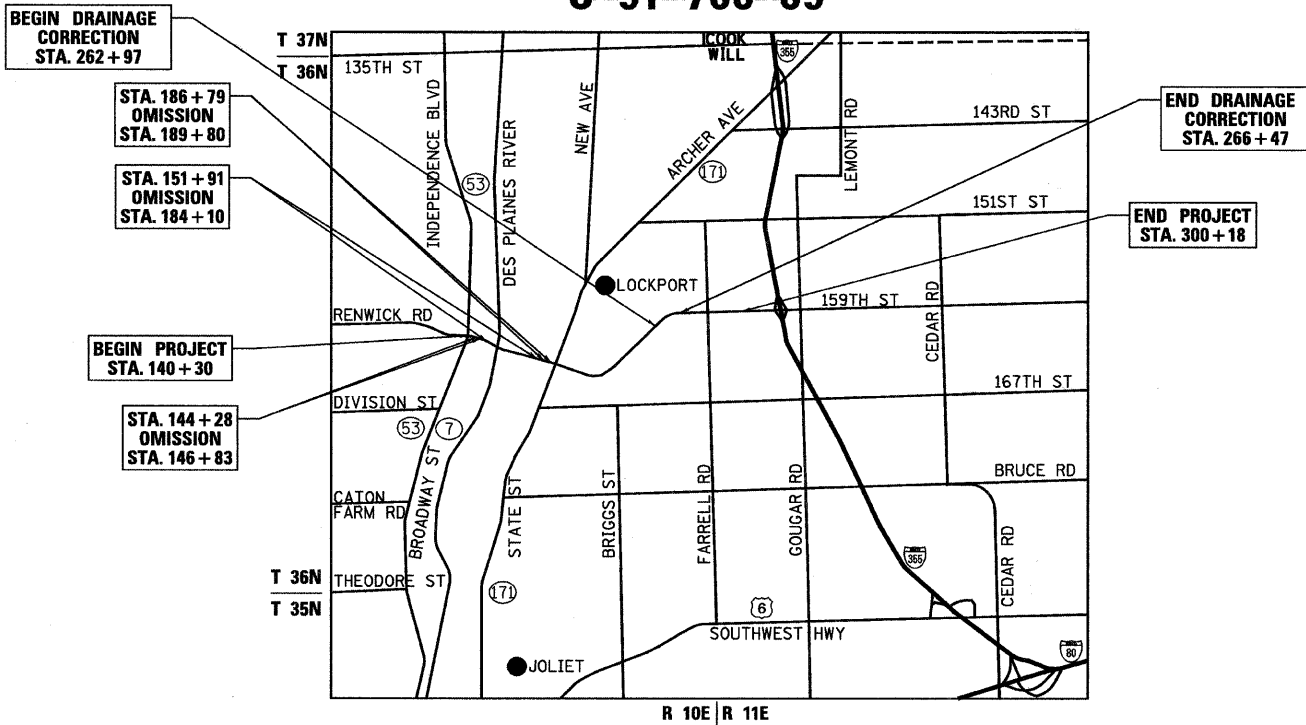 BEGIN DRAINAGE
CORRECTION
STA. 262+97
STA. 186+79
OMISSION
STA. 189+80
STA. 151+91
OMISSION
STA. 184+10
BEGIN PROJECT
STA. 140+30
STA. 144+28
OMISSION
STA. 146+83
END DRAINAGE
CORRECTION
STA. 266+47
END PROJECT
STA. 300+18
T 37N
T 36N
135TH ST
COOK
WILL
355
INDEPENDENCE BLVD
53
DES PLAINES RIVER
NEW AVE
ARCHER AVE
171
LEMONT RD
143RD ST
151ST ST
LOCKPORT
159TH ST
CEDAR RD
RENWICK RD
167TH ST
DIVISION ST
53
7
BROADWAY ST
STATE ST
BRIGGS ST
FARRELL RD
GOUGAR RD
BRUCE RD
CATON
FARM RD
355
CEDAR RD
T 36N
T 35N
THEODORE ST
171
6
SOUTHWEST HWY
80
JOLIET
R 10E | R 11E